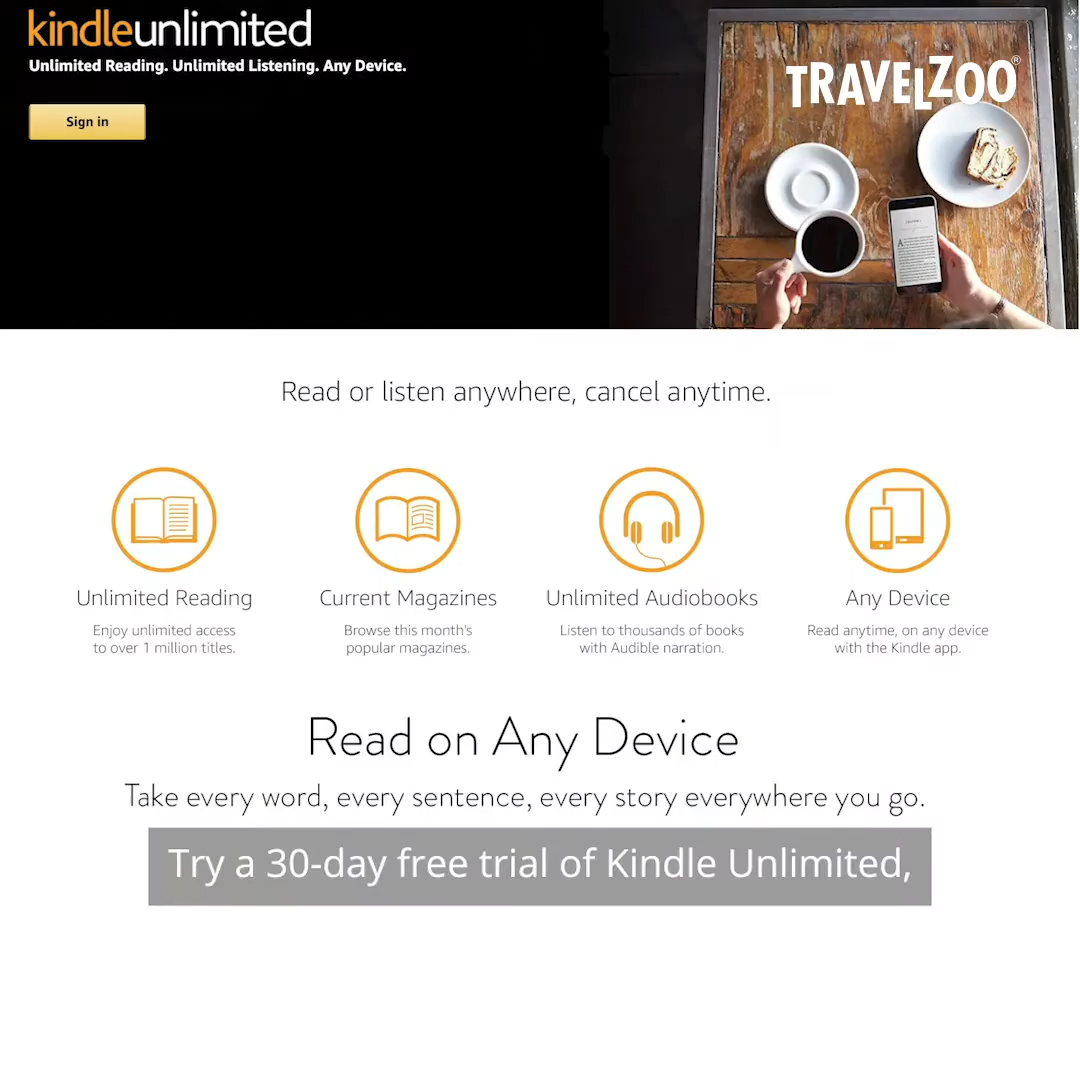 kindleunlimited
Unlimited Reading. Unlimited Listening. Any Device.
Sign in
TRAVELZOO®
Read or listen anywhere, cancel anytime.
Unlimited Reading
Enjoy unlimited access
to over 1 million titles.
Current Magazines
Browse this month's
popular magazines.
Unlimited Audiobooks
Listen to thousands of books
with Audible narration.
Any Device
Read anytime, on any device
with the Kindle app.
Read on Any Device
Take every word, every sentence, every story everywhere you go.
Try a 30-day free trial of Kindle Unlimited,